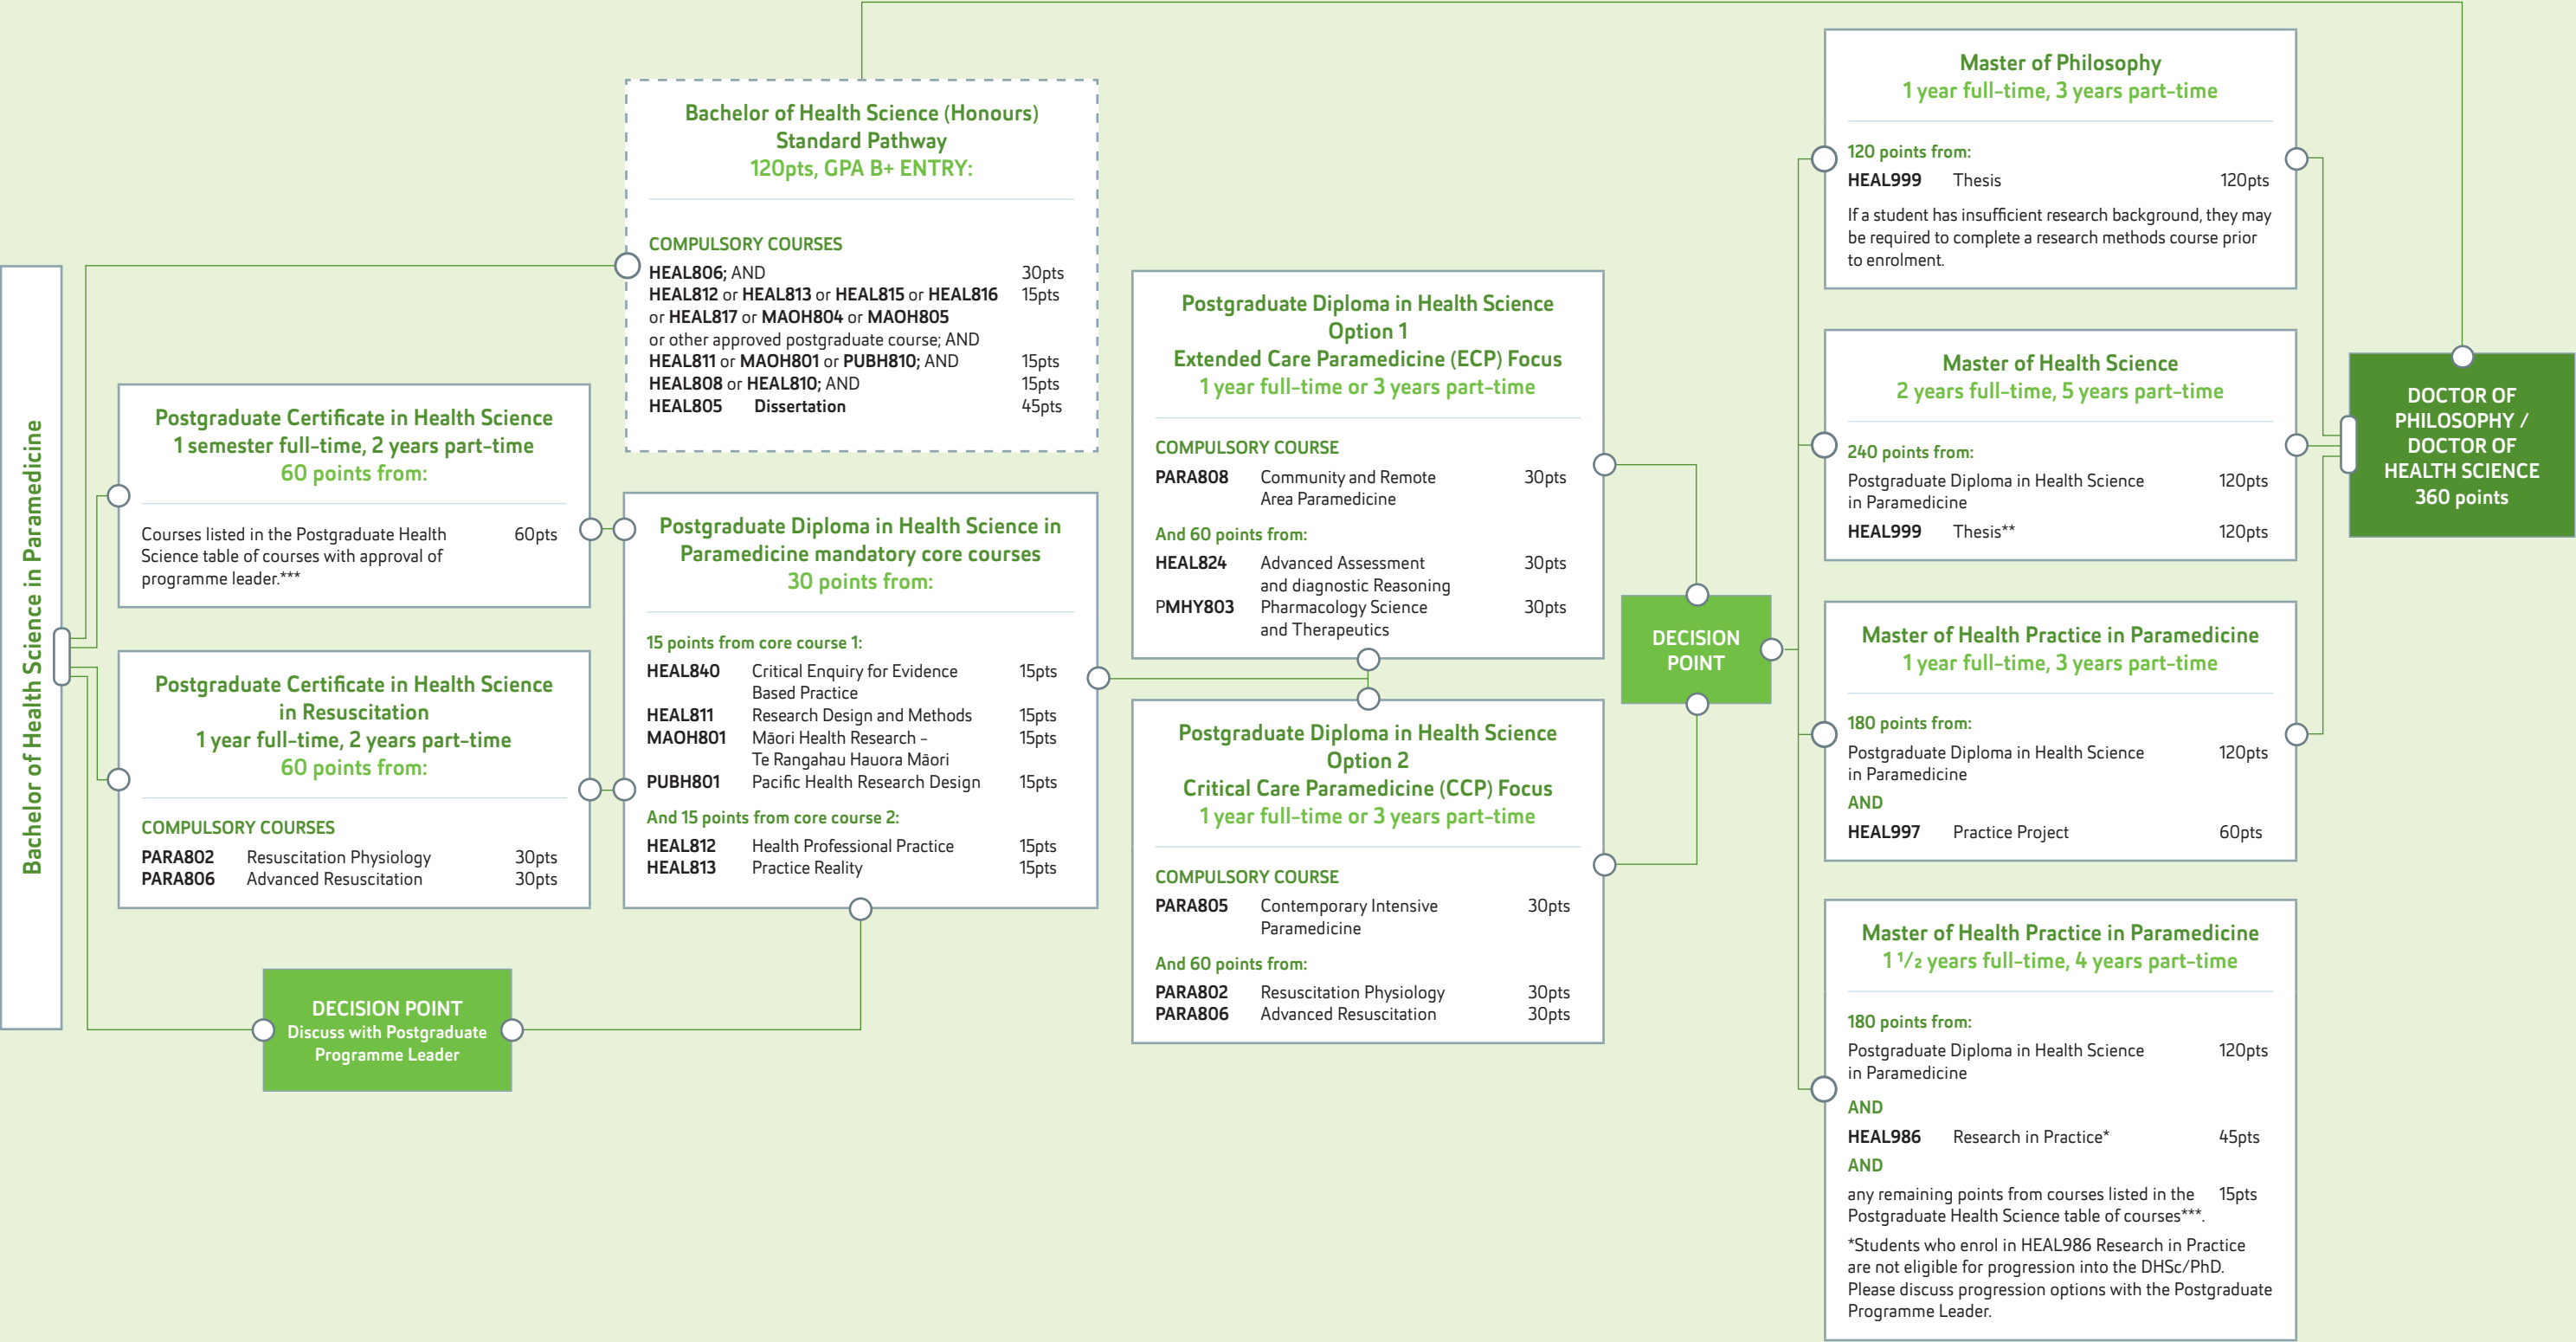 Bachelor of Health Science in Paramedicine
Postgraduate Certificate in Health Science
1 semester full-time, 2 years part-time
60 points from:
Courses listed in the Postgraduate Health 60pts
Science table of courses with approval of
programme leader.***
Postgraduate Certificate in Health Science
in Resuscitation
1 year full-time, 2 years part-time
60 points from:
COMPULSORY COURSES
PARA802 Resuscitation Physiology 30pts
PARA806 Advanced Resuscitation 30pts
DECISION POINT
Discuss with Postgraduate
Programme Leader
Bachelor of Health Science (Honours)
Standard Pathway
120pts, GPA B+ ENTRY:
COMPULSORY COURSES
HEAL806; AND 30pts
HEAL812 or HEAL813 or HEAL815 or HEAL816 15pts
or HEAL817 or MAOH804 or MAOH805
or other approved postgraduate course; AND
HEAL811 or MAOH801 or PUBH810; AND 15pts
HEAL808 or HEAL810; AND 15pts
HEAL805 Dissertation 45pts
Postgraduate Diploma in Health Science in
Paramedicine mandatory core courses
30 points from:
15 points from core course 1:
HEAL840 Critical Enquiry for Evidence 15pts
Based Practice
HEAL811 Research Design and Methods 15pts
MAOH801 Māori Health Research – 15pts
Te Rangahau Hauora Māori
PUBH801 Pacific Health Research Design 15pts
And 15 points from core course 2:
HEAL812 Health Professional Practice 15pts
HEAL813 Practice Reality 15pts
Postgraduate Diploma in Health Science
Option 1
Extended Care Paramedicine (ECP) Focus
1 year full-time or 3 years part-time
COMPULSORY COURSE
PARA808 Community and Remote 30pts
Area Paramedicine
And 60 points from:
HEAL824 Advanced Assessment 30pts
and diagnostic Reasoning
PMHY803 Pharmacology Science 30pts
and Therapeutics
Postgraduate Diploma in Health Science
Option 2
Critical Care Paramedicine (CCP) Focus
1 year full-time or 3 years part-time
COMPULSORY COURSE
PARA805 Contemporary Intensive 30pts
Paramedicine
And 60 points from:
PARA802 Resuscitation Physiology 30pts
PARA806 Advanced Resuscitation 30pts
DECISION
POINT
Master of Philosophy
1 year full-time, 3 years part-time
120 points from:
HEAL999 Thesis 120pts
If a student has insufficient research background, they may
be required to complete a research methods course prior
to enrolment.
Master of Health Science
2 years full-time, 5 years part-time
240 points from:
Postgraduate Diploma in Health Science 120pts
in Paramedicine
HEAL999 Thesis** 120pts
Master of Health Practice in Paramedicine
1 year full-time, 3 years part-time
180 points from:
Postgraduate Diploma in Health Science 120pts
in Paramedicine
AND
HEAL997 Practice Project 60pts
Master of Health Practice in Paramedicine
1 1/2 years full-time, 4 years part-time
180 points from:
Postgraduate Diploma in Health Science 120pts
in Paramedicine
AND
HEAL986 Research in Practice* 45pts
AND
any remaining points from courses listed in the 15pts
Postgraduate Health Science table of courses***.
*Students who enrol in HEAL986 Research in Practice
are not eligible for progression into the DHSc/PhD.
Please discuss progression options with the Postgraduate
Programme Leader.
DOCTOR OF
PHILOSOPHY /
DOCTOR OF
HEALTH SCIENCE
360 points